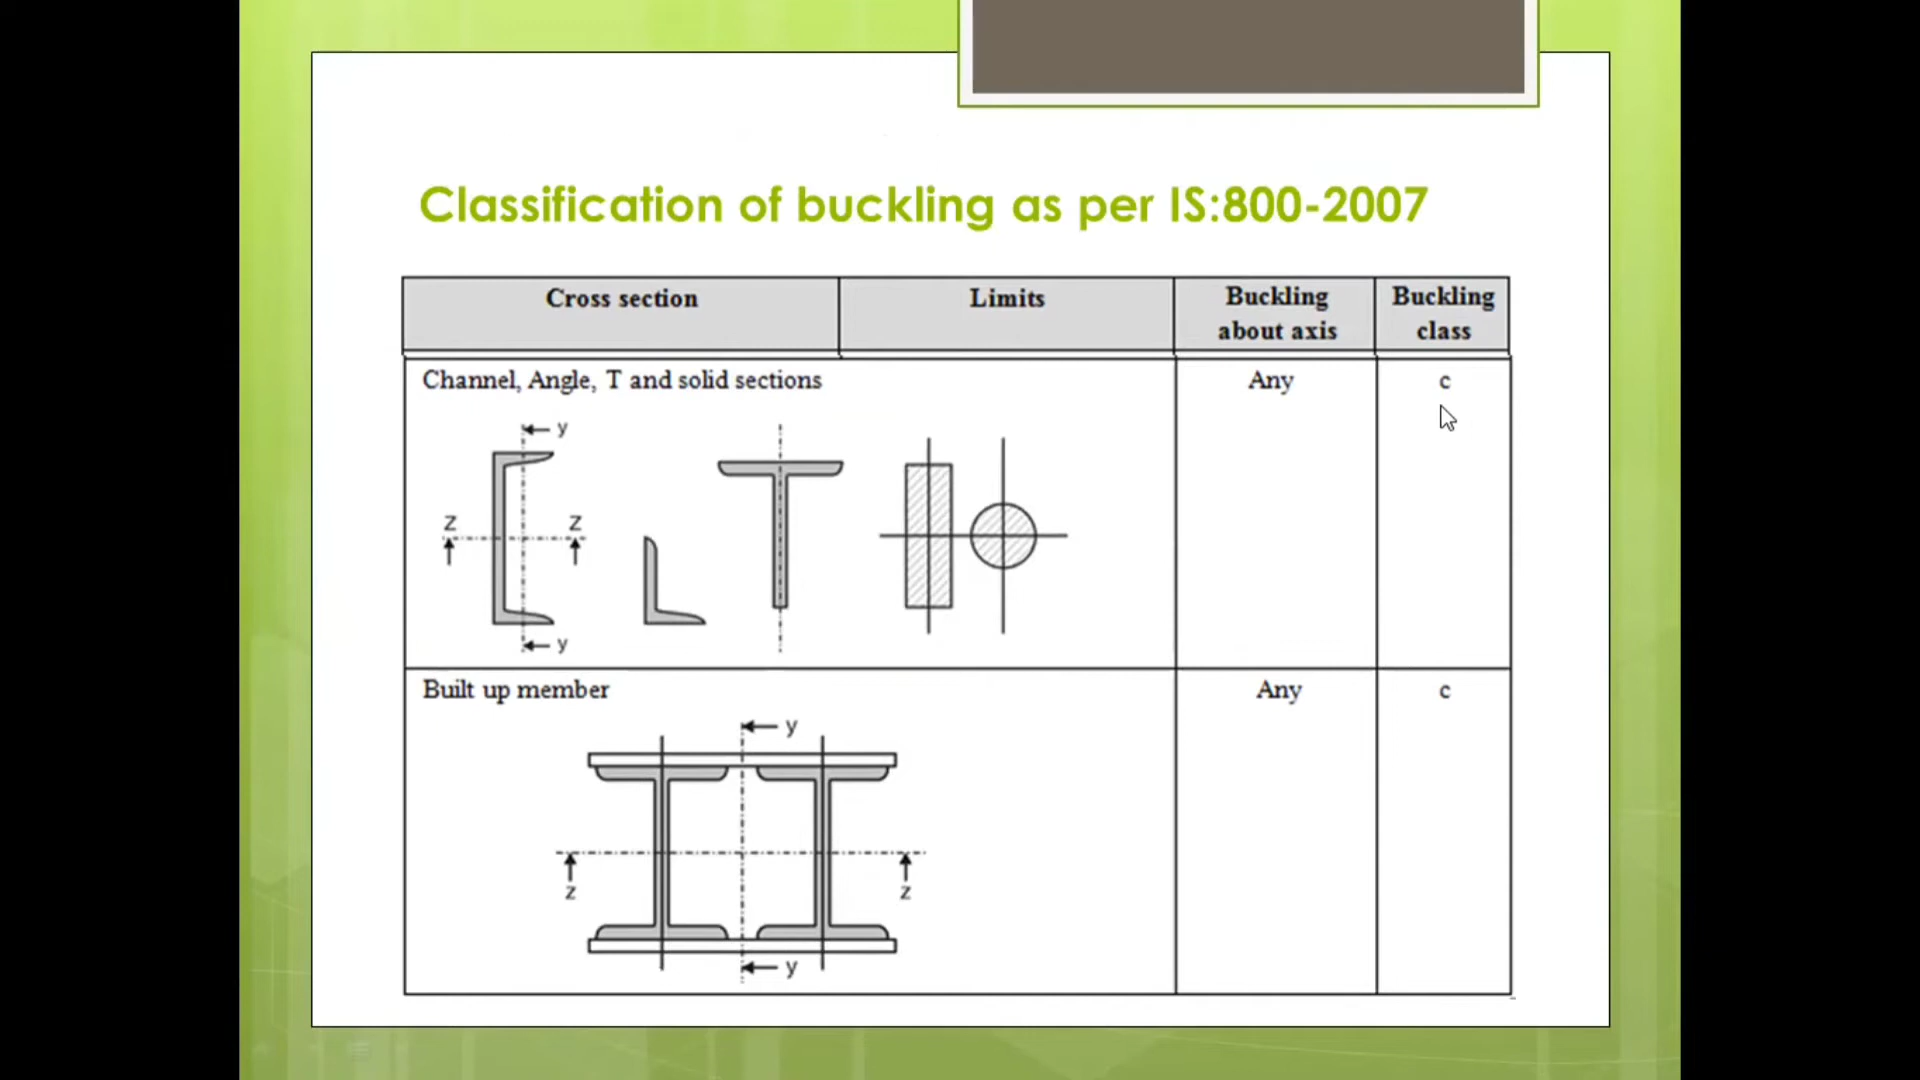 Classification of buckling as per IS:800-2007
Cross section
Limits
Buckling
about axis
Buckling
class
Channel, Angle, T and solid sections
Any
c
y
z
z
y
Built up member
Any
c
y
z
z
y